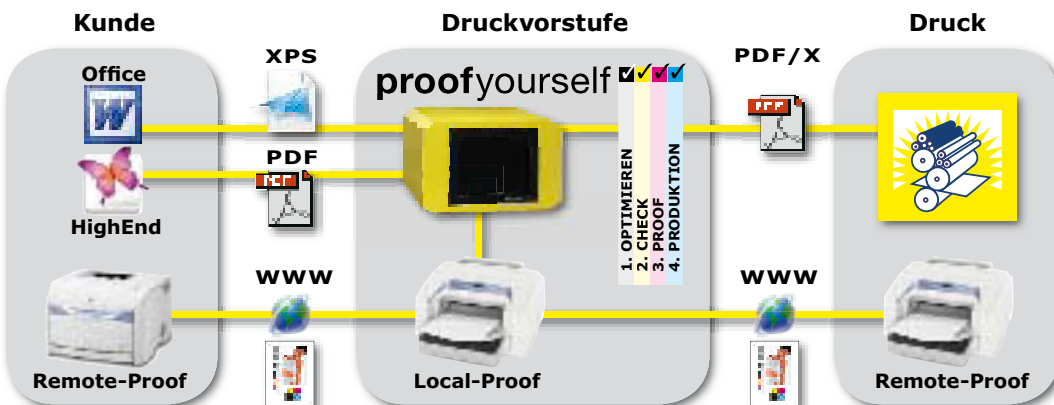 Kunde
Druckvorstufe
Druck
Office
XPS
proofyourself
PDF/X
W
PDF
HighEnd
1. OPTIMIEREN
2. CHECK
3. PROOF
4. PRODUKTION
WWW
WWW
Remote-Proof
Local-Proof
Remote-Proof